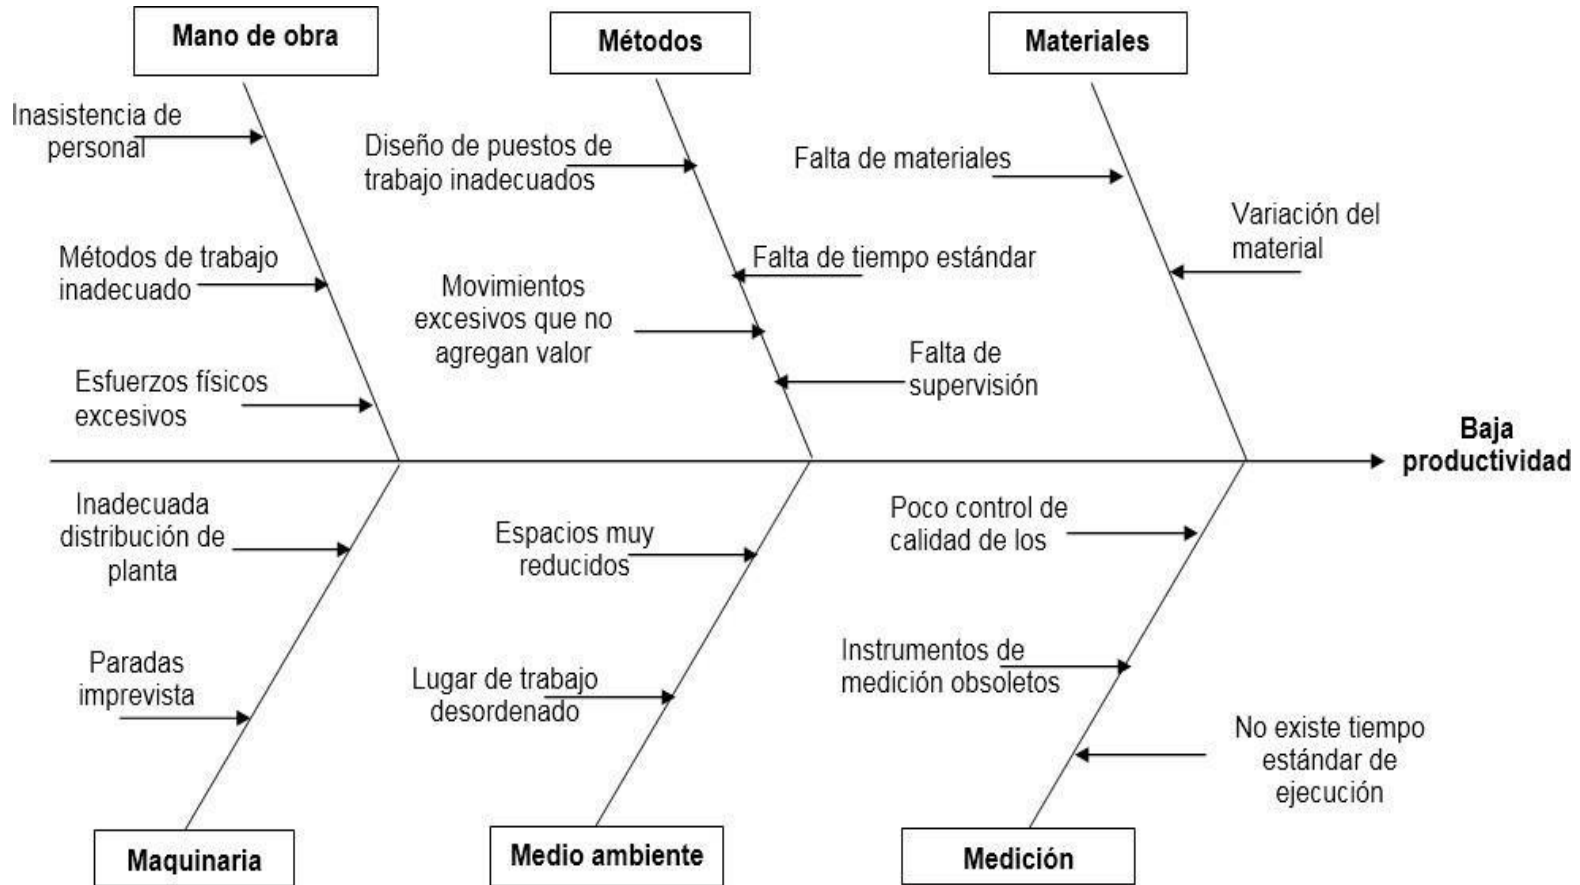 Mano de obra
Métodos
Materiales
Inasistencia de
personal
Diseño de puestos de
trabajo inadecuados
Falta de materiales
Variación del
material
Métodos de trabajo
inadecuado
Falta de tiempo estándar
Movimientos
excesivos que no
agregan valor
Falta de
supervisión
Esfuerzos físicos
excesivos
Baja
productividad
Inadecuada
distribución de
planta
Espacios muy
reducidos
Poco control de
calidad de los
Paradas
imprevista
Lugar de trabajo
desordenado
Instrumentos de
medición obsoletos
No existe tiempo
estándar de
ejecución
Maquinaria
Medio ambiente
Medición